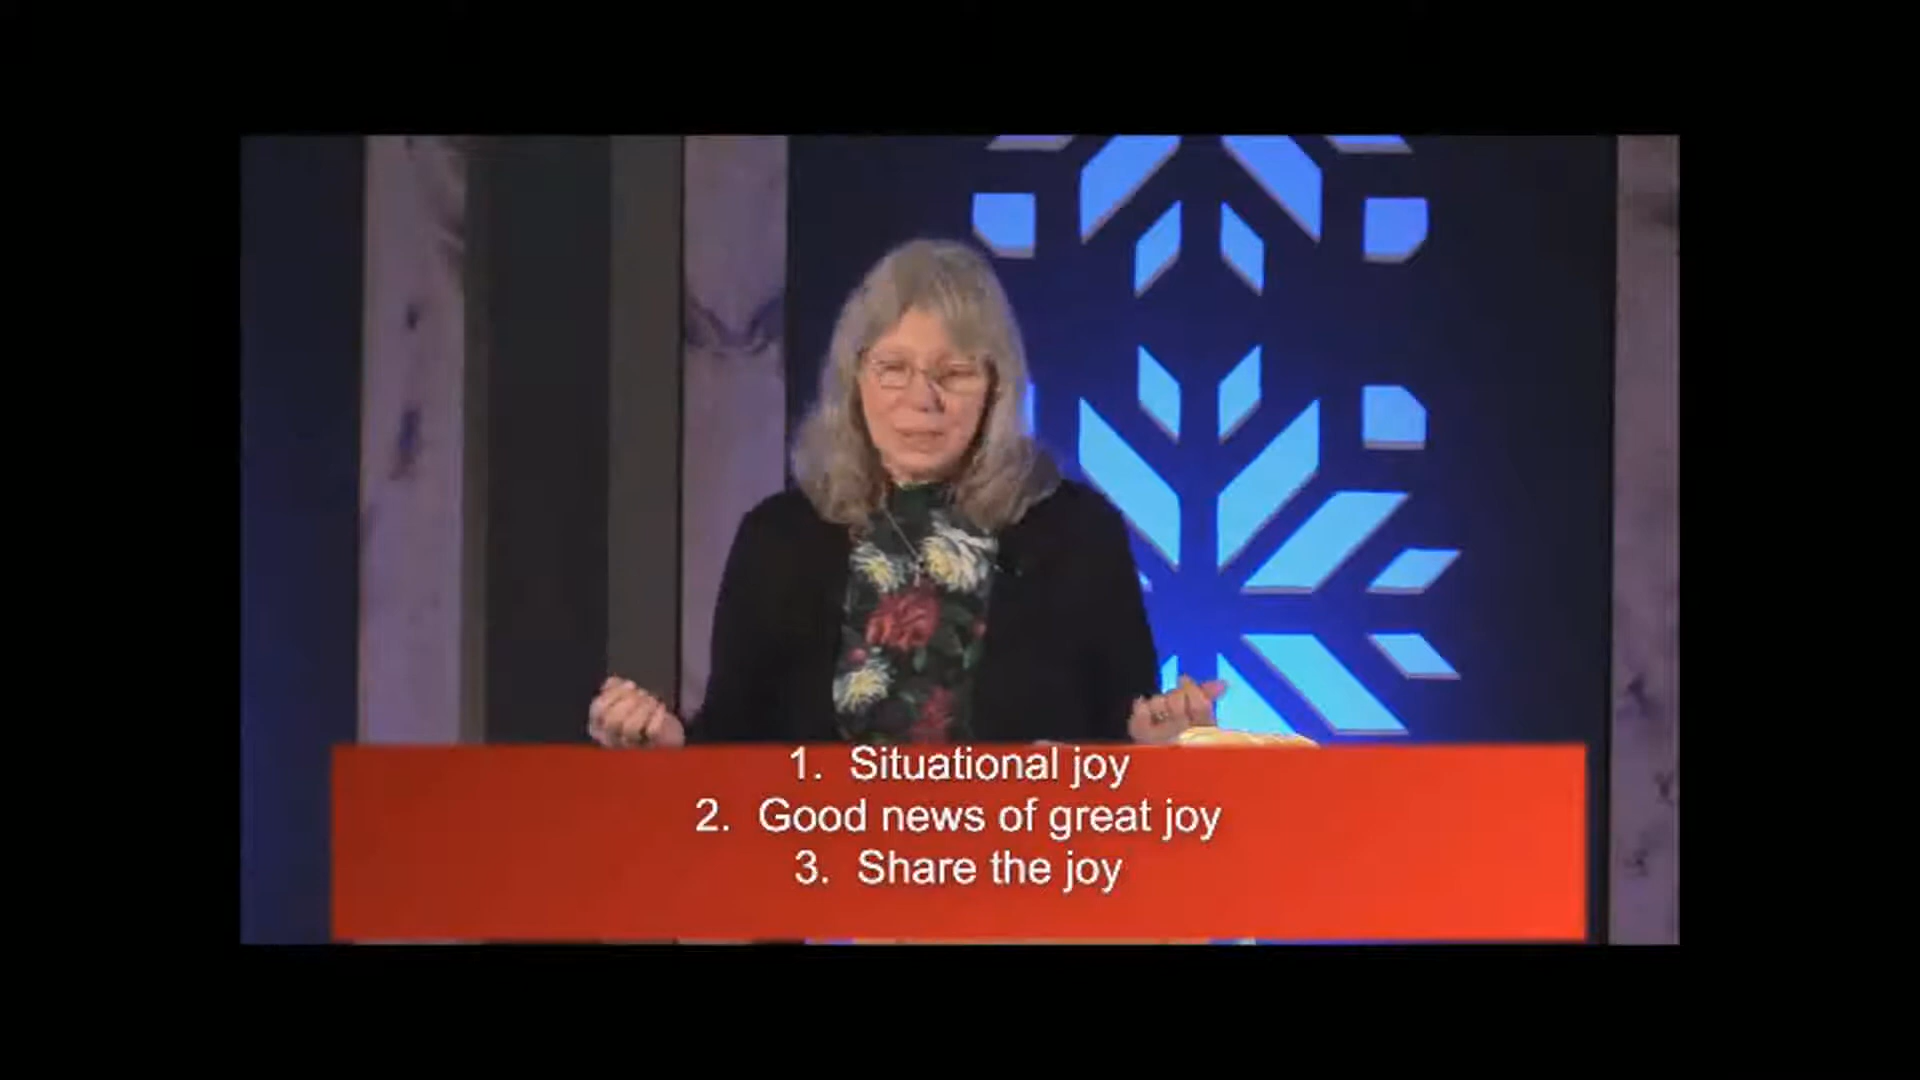 1. Situational joy
2. Good news of great joy
3. Share the joy